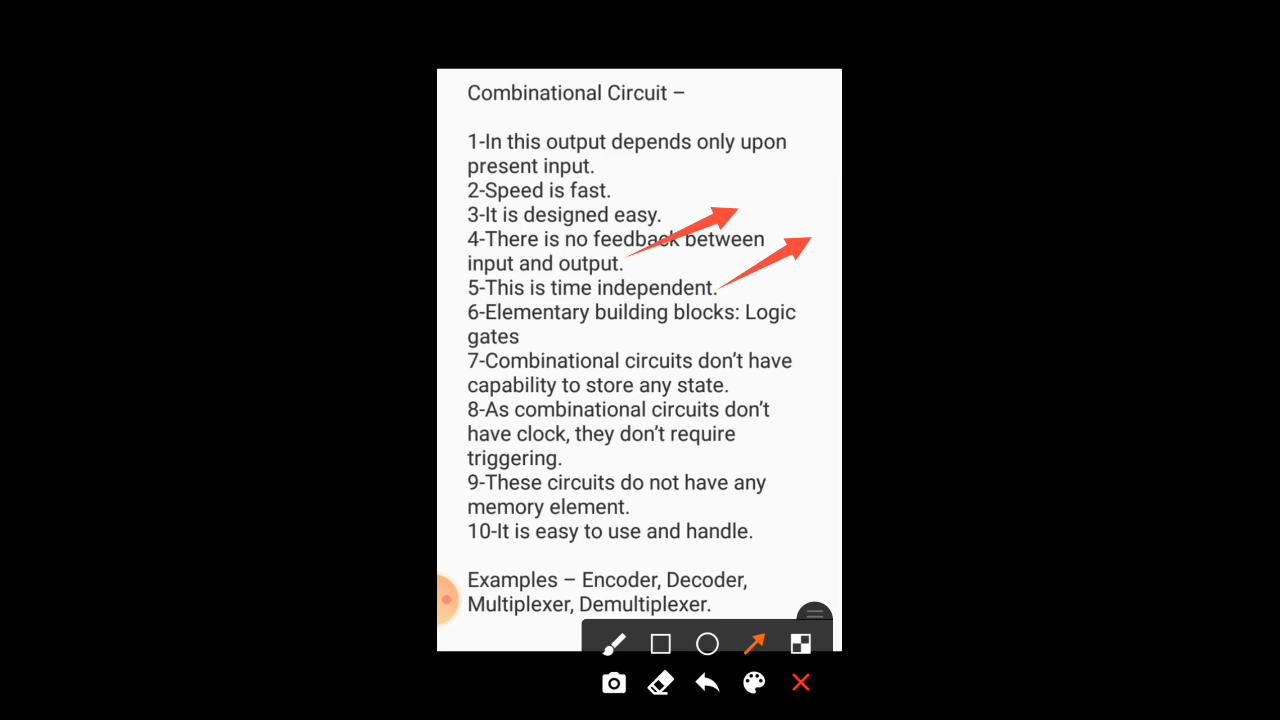 Combinational Circuit –
1-In this output depends only upon
present input.
2-Speed is fast.
3-It is designed easy.
4-There is no feedback between
input and output.
5-This is time independent.
6-Elementary building blocks: Logic
gates
7-Combinational circuits don’t have
capability to store any state.
8-As combinational circuits don’t
have clock, they don’t require
triggering.
9-These circuits do not have any
memory element.
10-It is easy to use and handle.
Examples – Encoder, Decoder,
Multiplexer, Demultiplexer.